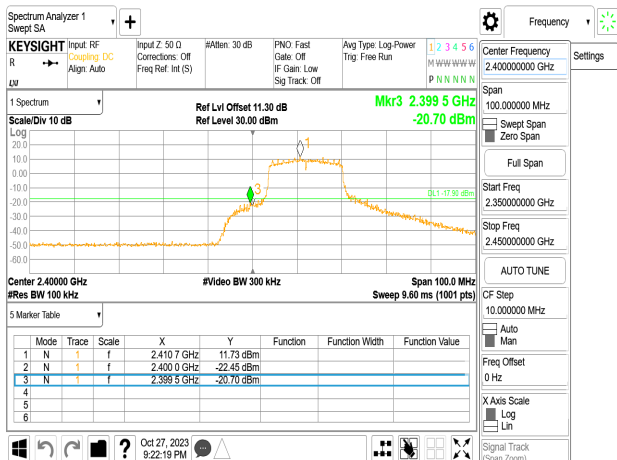 Spectrum Analyzer 1
Swept SA
Frequency
KEYSIGHT
R
LXI
Input: RF
Coupling: DC
Align: Auto
Input Z: 50 Ω
Corrections: Off
Freq Ref: Int (S)
#Atten: 30 dB
PNO: Fast
Gate: Off
IF Gain: Low
Sig Track: Off
Avg Type: Log-Power
Trig: Free Run
1 2 3 4 5 6
M W W W W W
P N N N N N
Center Frequency
2.400000000 GHz
Settings
1 Spectrum
Scale/Div 10 dB
Ref Lvl Offset 11.30 dB
Ref Level 30.00 dBm
Mkr3 2.399 5 GHz
-20.70 dBm
Span
100.000000 MHz
Swept Span
Zero Span
Full Span
Start Freq
2.350000000 GHz
Stop Freq
2.450000000 GHz
AUTO TUNE
CF Step
10.000000 MHz
Auto
Man
Freq Offset
0 Hz
X Axis Scale
Log
Lin
Signal Track
(Span Zoom)
Log
20.0
10.0
0.00
-10.0
-20.0
-30.0
-40.0
-50.0
-60.0
1
3
DL1 -17.90 dBm
Center 2.40000 GHz
#Res BW 100 kHz
#Video BW 300 kHz
Span 100.0 MHz
Sweep 9.60 ms (1001 pts)
5 Marker Table
Mode Trace Scale X Y Function Function Width Function Value
1 N 1 f 2.410 7 GHz 11.73 dBm
2 N 1 f 2.400 0 GHz -22.45 dBm
3 N 1 f 2.399 5 GHz -20.70 dBm
4
5
6
?
Oct 27, 2023
9:22:19 PM